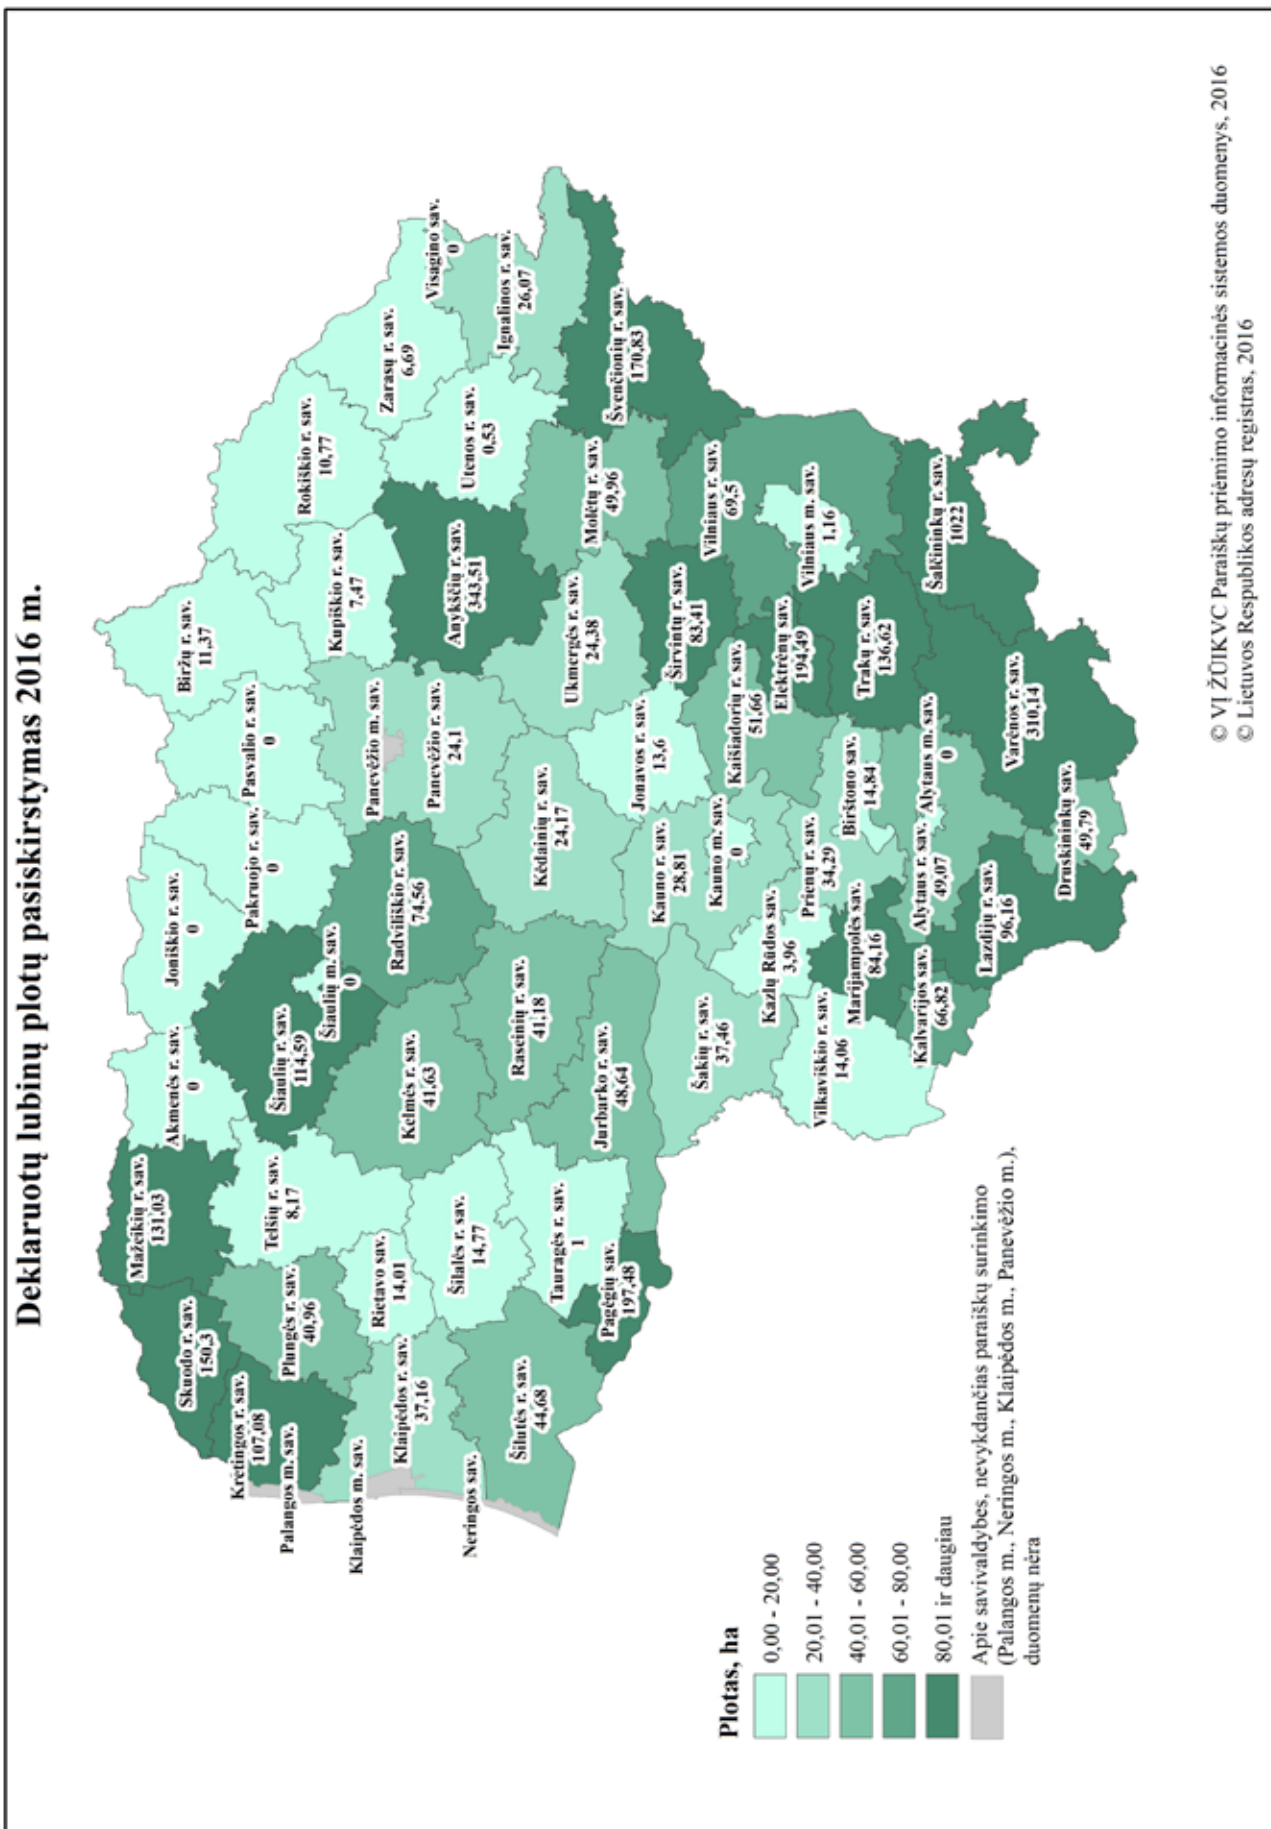 Deklaruotų lubinų plotų pasiskirstymas 2016 m.
Skuodo r. sav.
150,3
Mažeikių r. sav.
131,03
Akmenės r. sav.
0
Joniškio r. sav.
0
Pakruojo r. sav.
0
Pasvalio r. sav.
0
Biržų r. sav.
11,37
Rokiškio r. sav.
10,77
Kretingos r. sav.
107,08
Palangos m. sav.
Plungės r. sav.
40,96
Telšių r. sav.
8,17
Šiaulių r. sav.
114,59
Šiaulių m. sav.
0
Radviliškio r. sav.
74,56
Panevėžio m. sav.
Panevėžio r. sav.
24,1
Kupiškio r. sav.
7,47
Anykščių r. sav.
343,51
Utenos r. sav.
0,53
Zarasų r. sav.
6,69
Visagino sav.
0
Ignalinos r. sav.
26,07
Klaipėdos m. sav.
Klaipėdos r. sav.
37,16
Rietavo sav.
14,01
Kelmės r. sav.
41,63
Neringos sav.
Šilutės r. sav.
44,68
Šilalės r. sav.
14,77
Tauragės r. sav.
1
Pagėgių sav.
197,48
Raseinių r. sav.
41,18
Jurbarko r. sav.
48,64
Kėdainių r. sav.
24,17
Ukmergės r. sav.
24,38
Molėtų r. sav.
49,96
Švenčionių r. sav.
170,83
Jonavos r. sav.
13,6
Širvintų r. sav.
83,41
Vilniaus r. sav.
69,5
Vilniaus m. sav.
1,16
Kauno r. sav.
28,81
Kauno m. sav.
0
Kaišiadorių r. sav.
51,66
Elektrėnų sav.
194,49
Trakų r. sav.
136,62
Šakių r. sav.
37,46
Kazlų Rūdos sav.
3,96
Prienų r. sav.
34,29
Birštono sav.
14,84
Vilkaviškio r. sav.
14,06
Marijampolės sav.
84,16
Kalvarijos sav.
66,82
Alytaus r. sav.
49,07
Alytaus m. sav.
0
Šalčininkų r. sav.
1022
Lazdijų r. sav.
96,16
Druskininkų sav.
49,79
Varėnos r. sav.
310,14
Plotas, ha
0,00 - 20,00
20,01 - 40,00
40,01 - 60,00
60,01 - 80,00
80,01 ir daugiau
Apie savivaldybes, nevykdančias paraiškų surinkimo
(Palangos m., Neringos m., Klaipėdos m., Panevėžio m.),
duomenų nėra
© VĮ ŽŪIKVC Paraiškų priėmimo informacinės sistemos duomenys, 2016
© Lietuvos Respublikos adresų registras, 2016